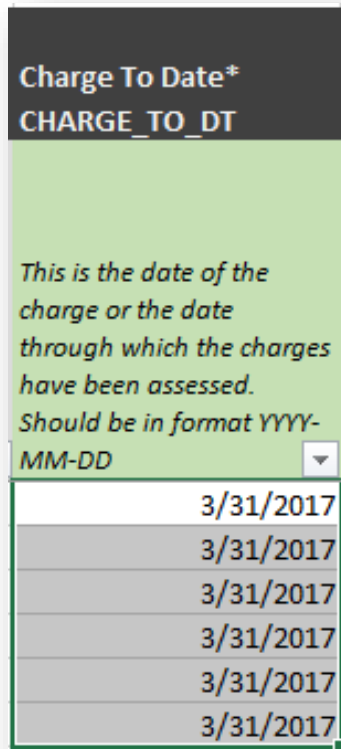 Charge To Date*
CHARGE_TO_DT
This is the date of the
charge or the date
through which the charges
have been assessed.
Should be in format YYYY-
MM-DD
3/31/2017
3/31/2017
3/31/2017
3/31/2017
3/31/2017
3/31/2017